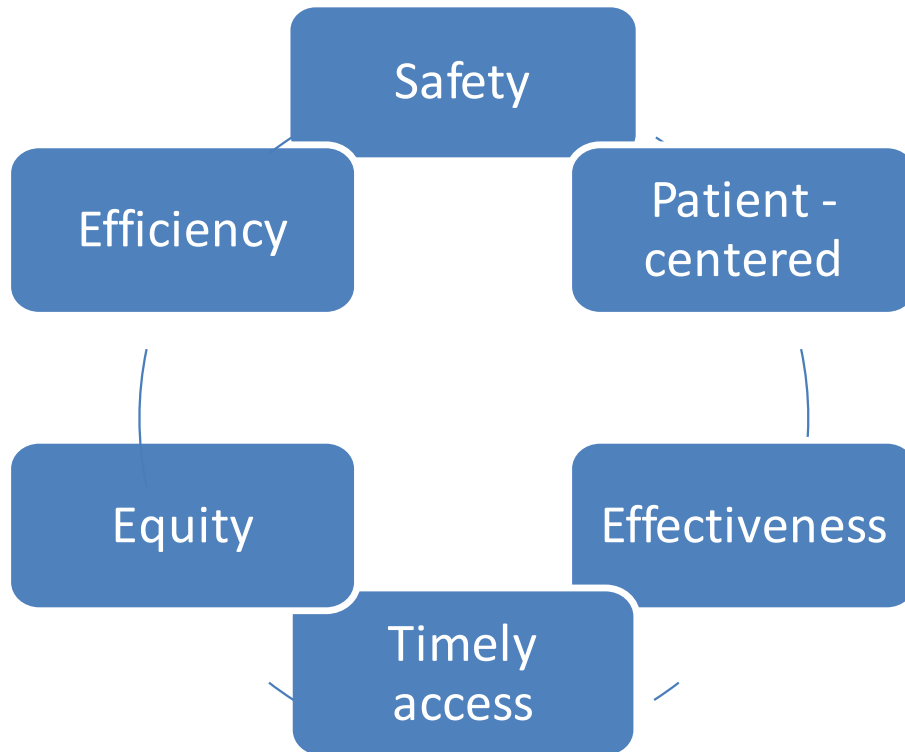 Safety
Efficiency
Patient -
centered
Equity
Effectiveness
Timely
access